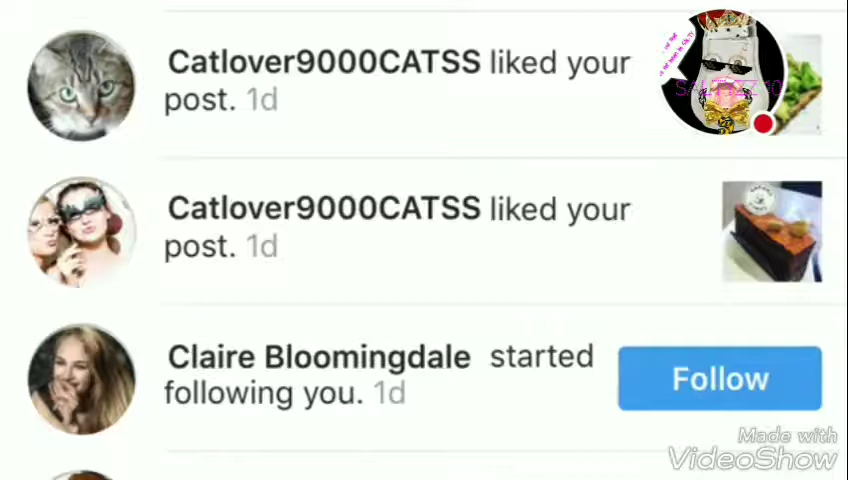 Catlover9000CATSS liked your
post. 1d
Catlover9000CATSS liked your
post. 1d
Claire Bloomingdale started
following you. 1d
Follow
Made with
VideoShow